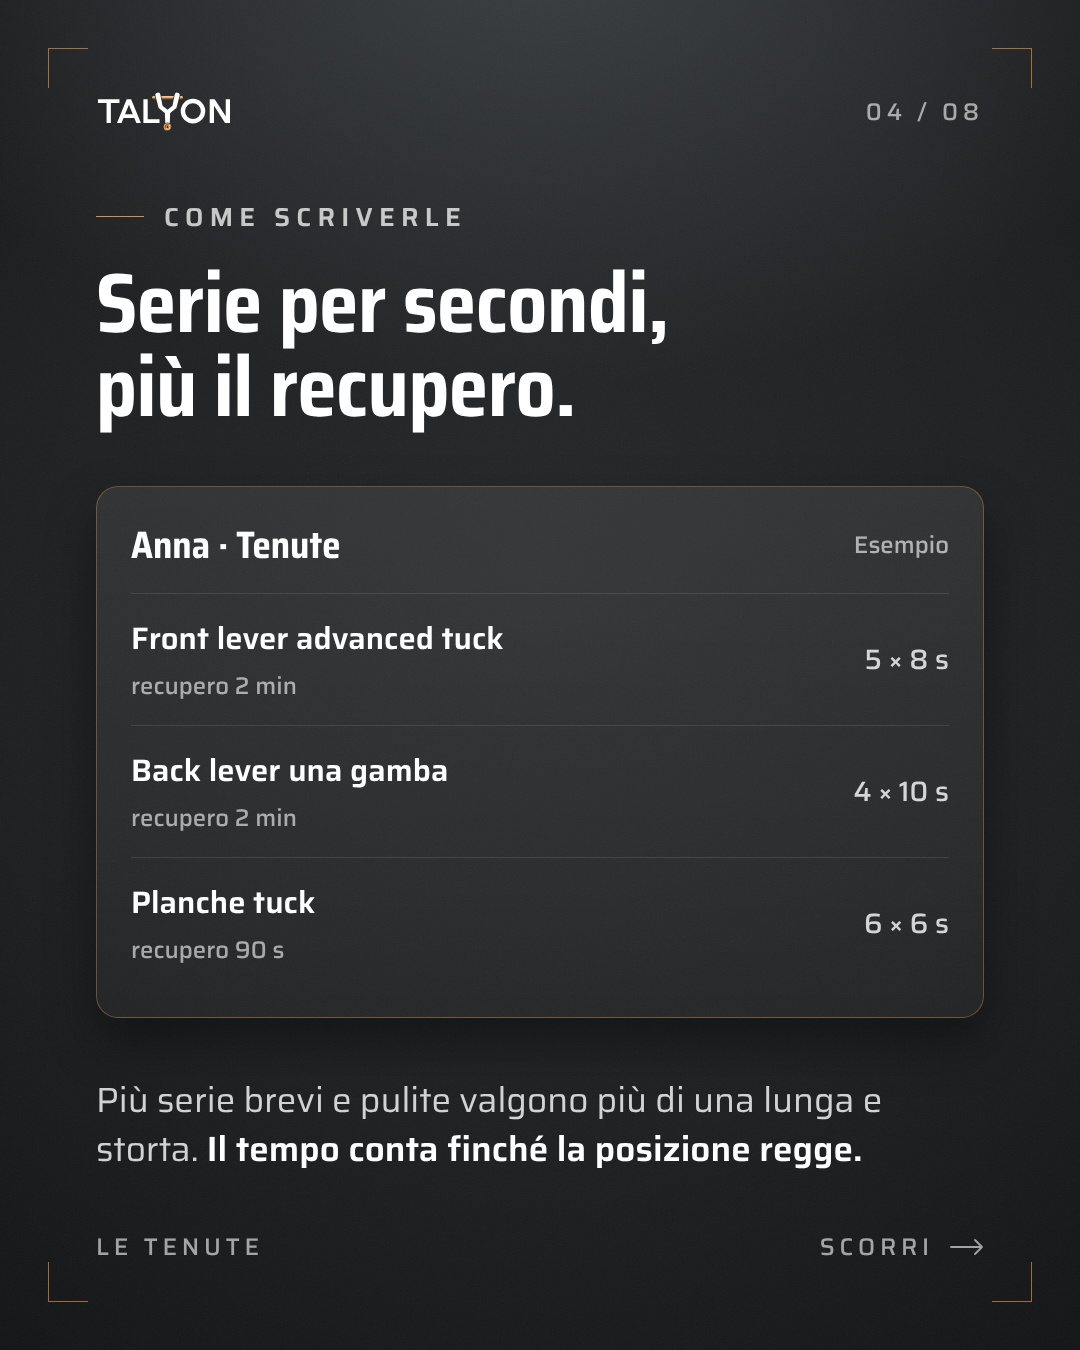 TALYON
04 / 08
COME SCRIVERLE
Serie per secondi,
più il recupero.
Anna · Tenute
Esempio
Front lever advanced tuck
recupero 2 min
5 × 8 s
Back lever una gamba
recupero 2 min
4 × 10 s
Planche tuck
recupero 90 s
6 × 6 s
Più serie brevi e pulite valgono più di una lunga e
storta. Il tempo conta finché la posizione regge.
LE TENUTE
SCORRI →